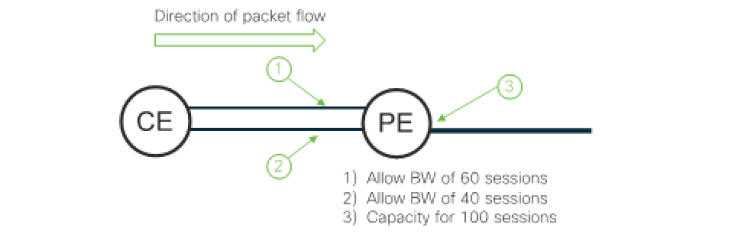 Direction of packet flow
1
3
CE
PE
2
1) Allow BW of 60 sessions
2) Allow BW of 40 sessions
3) Capacity for 100 sessions